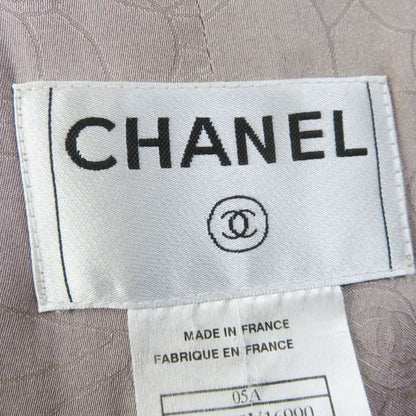 CHANEL
MADE IN FRANCE
FABRIQUE EN FRANCE
05A